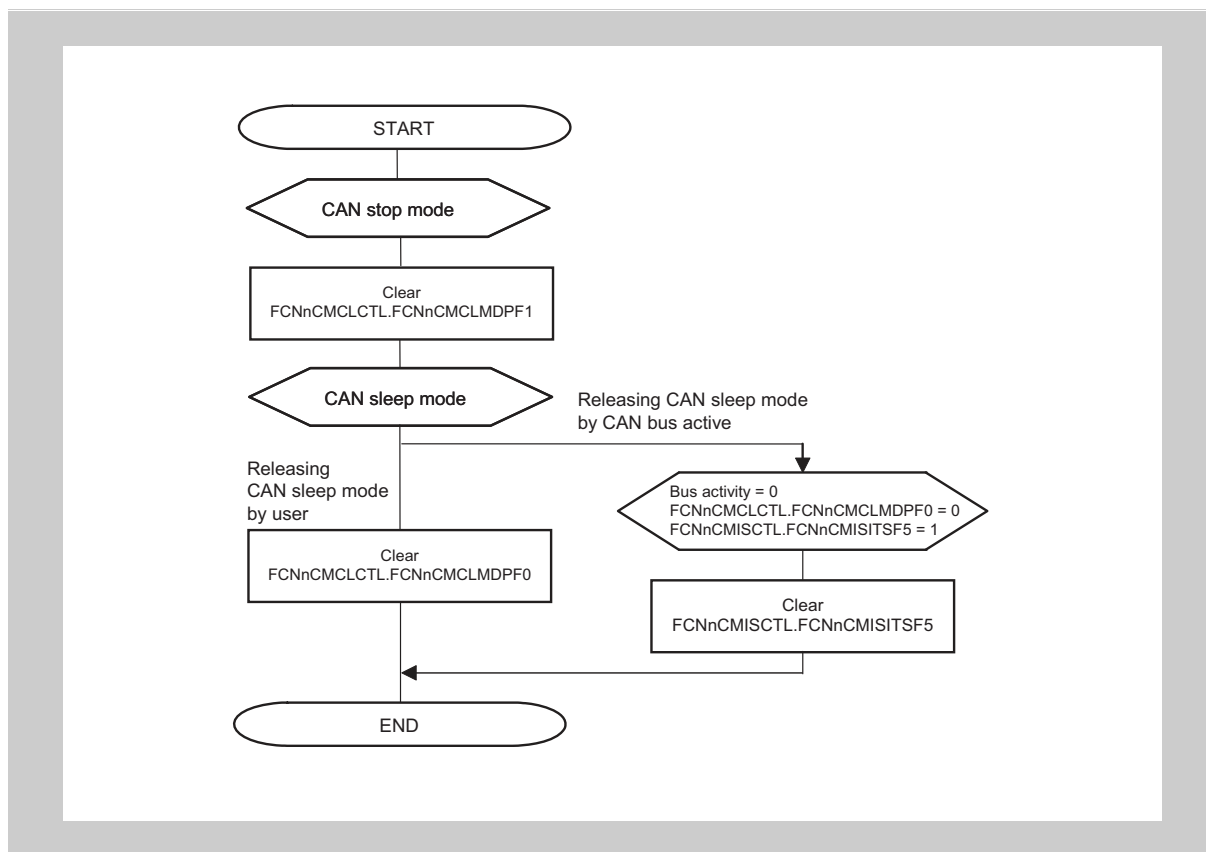 START
CAN stop mode
Clear
FCNnCMCLCTL.FCNnCMCLMDPF1
CAN sleep mode
Releasing CAN sleep mode
by CAN bus active
Releasing
CAN sleep mode
by user
Bus activity = 0
FCNnCMCLCTL.FCNnCMCLMDPF0 = 0
FCNnCMISCTL.FCNnCMISITSF5 = 1
Clear
FCNnCMCLCTL.FCNnCMCLMDPF0
Clear
FCNnCMISCTL.FCNnCMISITSF5
END